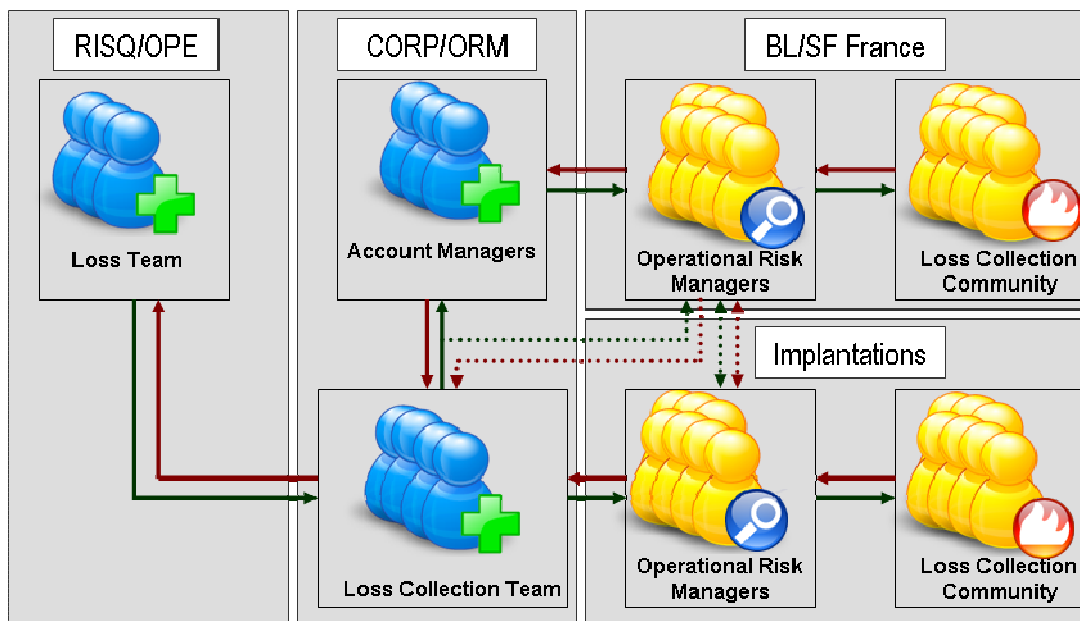 RISQ/OPE
CORP/ORM
BL/SF France
Loss Team
Account Managers
Operational Risk
Managers
Loss Collection
Community
Implantations
Loss Collection Team
Operational Risk
Managers
Loss Collection
Community